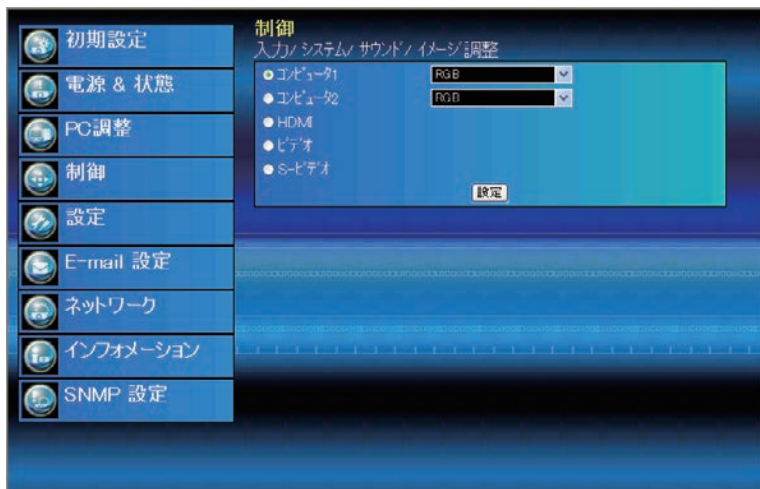 初期設定
電源 & 状態
PC調整
制御
設定
E-mail 設定
ネットワーク
インフォメーション
SNMP 設定
制御
入力/ システム/ サウンド/ イメージ調整
コンピュータ1 RGB
コンピュータ2 RGB
HDMI
ビデオ
S-ビデオ
設定